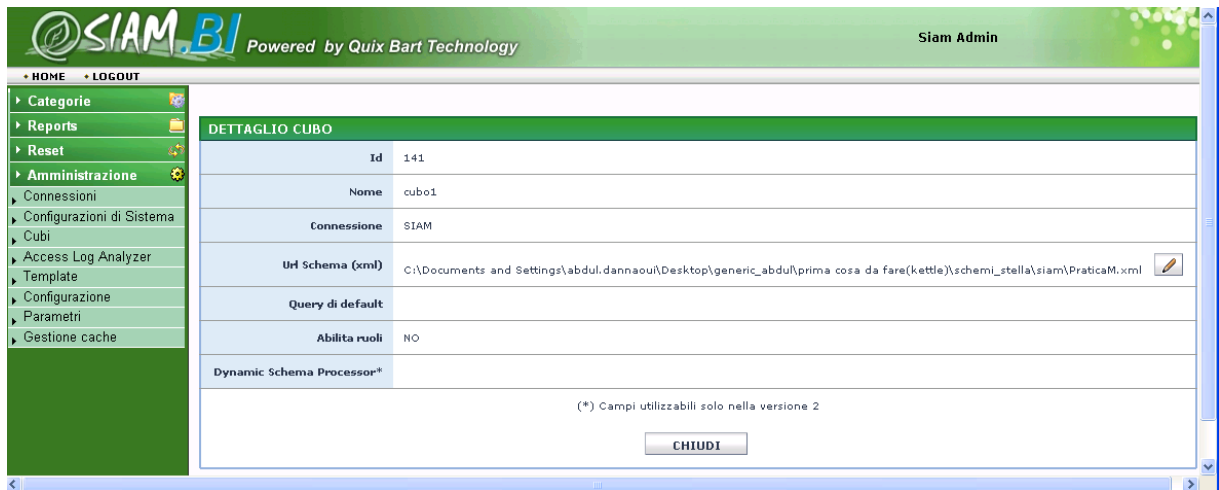 SIAM.BI Powered by Quix Bart Technology
Siam Admin
HOME LOGOUT
Categorie
Reports
Reset
Amministrazione
Connessioni
Configurazioni di Sistema
Cubi
Access Log Analyzer
Template
Configurazione
Parametri
Gestione cache
DETTAGLIO CUBO
Id 141
Nome cubo1
Connessione SIAM
Url Schema (xml) C:\Documents and Settings\abdul.dannaoui\Desktop\generic_abdul\prima cosa da fare(kettle)\schemi_stella\siam\PraticaM.xml
Query di default
Abilita ruoli NO
Dynamic Schema Processor*
(*) Campi utilizzabili solo nella versione 2
CHIUDI